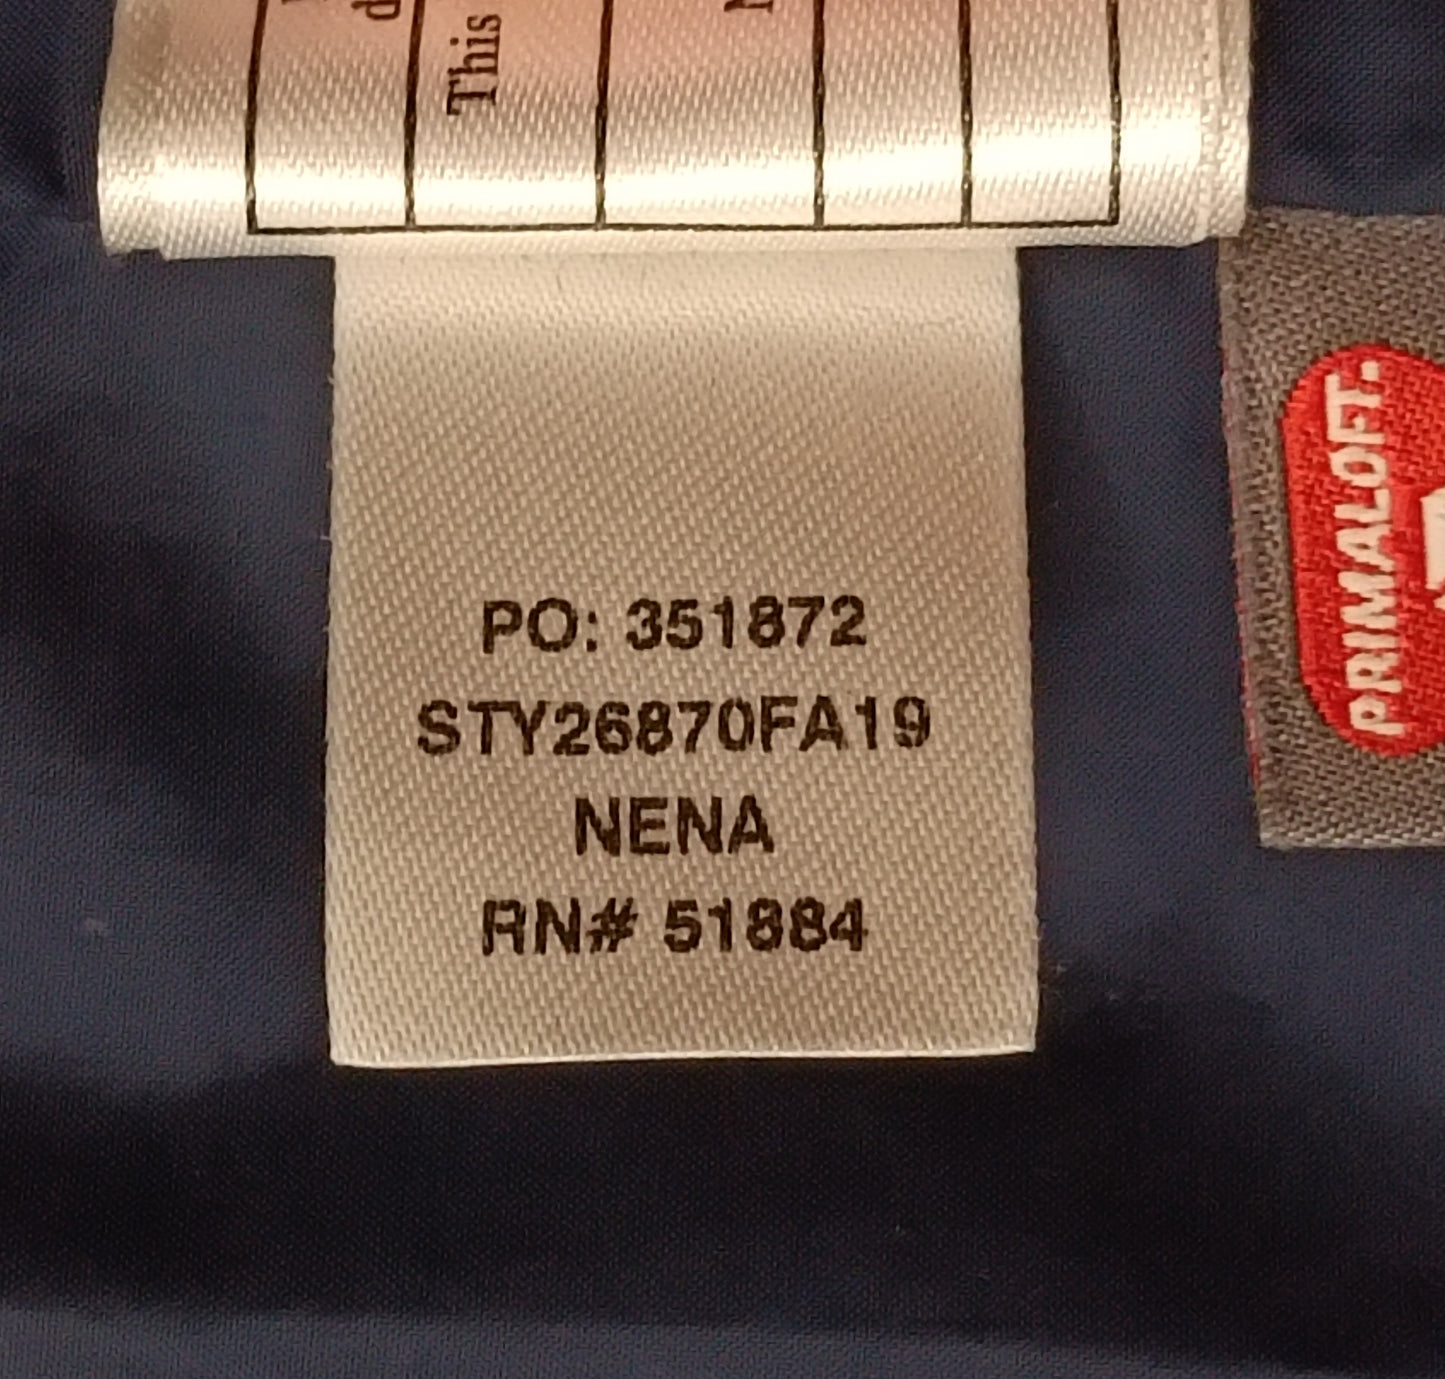 This
PO: 351872
STY26870FA19
NENA
RN# 51884
PRIMALOFT